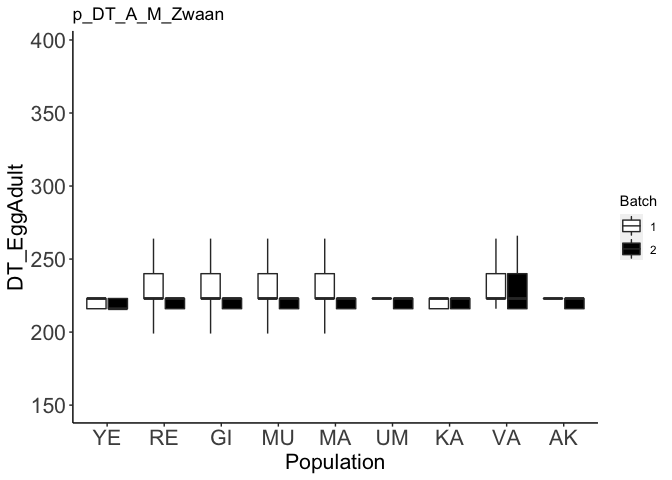 p_DT_A_M_Zwaan
400
350
300
250
200
150
DT_EggAdult
YE RE GI MU MA UM KA VA AK
Population
Batch
1
2